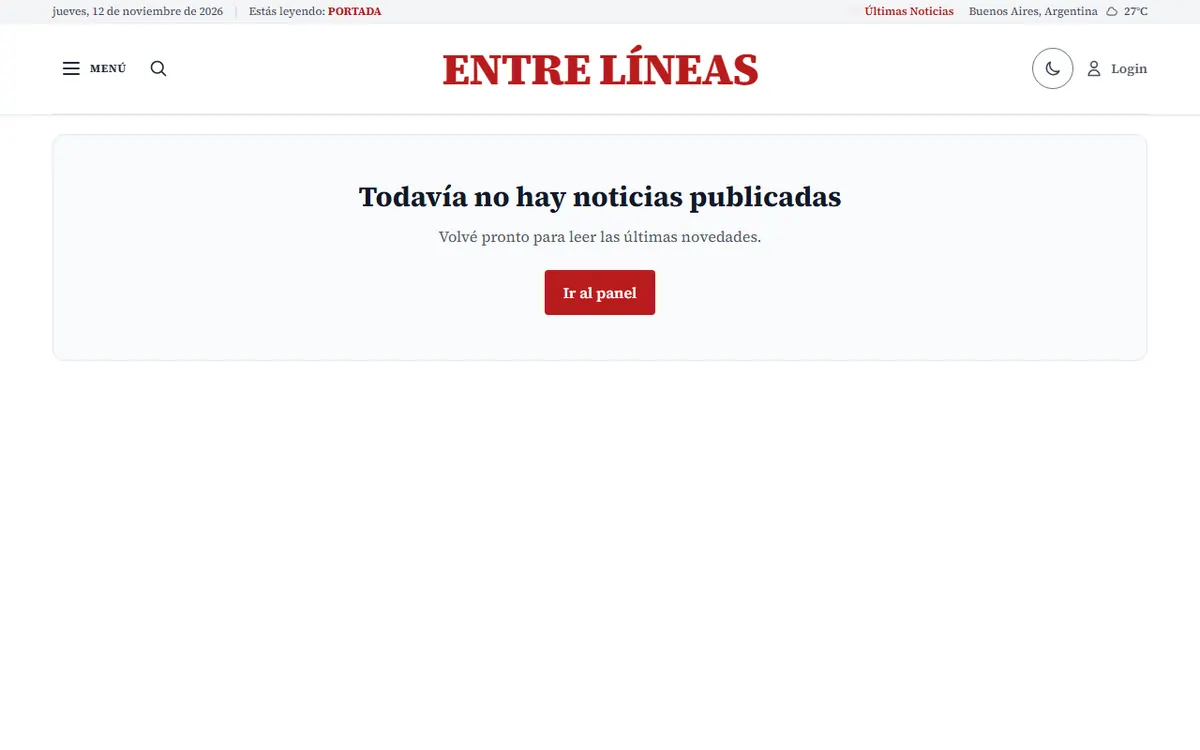 jueves, 12 de noviembre de 2026 | Estás leyendo: PORTADA
Últimas Noticias Buenos Aires, Argentina 27°C
MENÚ
ENTRE LÍNEAS
Login
Todavía no hay noticias publicadas
Volvé pronto para leer las últimas novedades.
Ir al panel